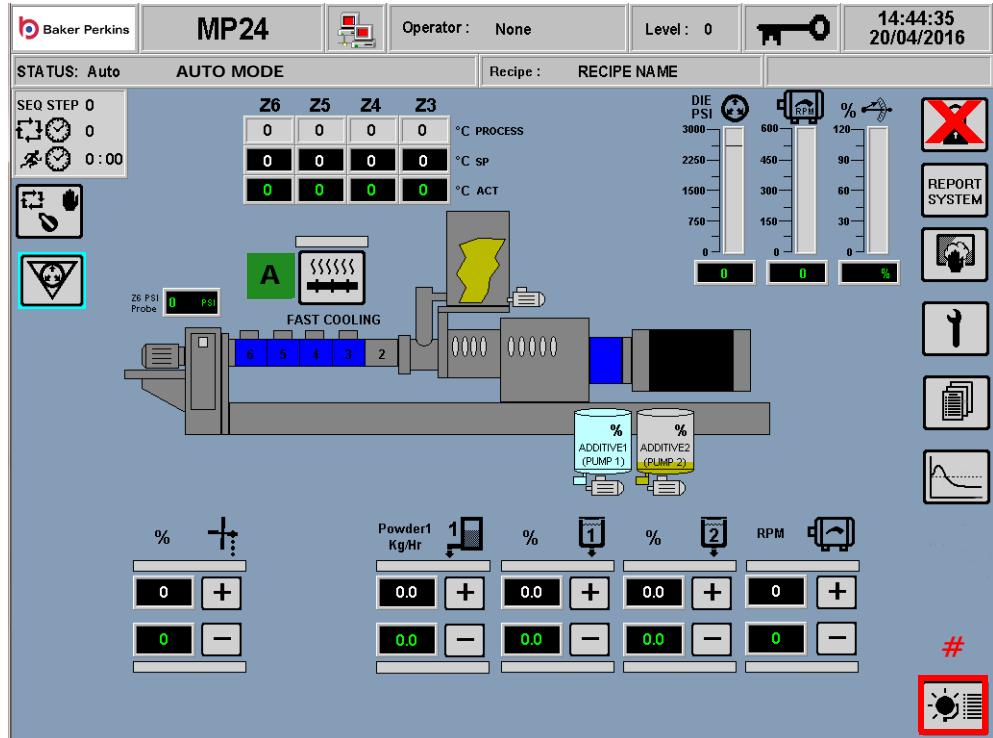 Baker Perkins
MP24
Operator : None
Level : 0
14:44:35
20/04/2016
STATUS: Auto AUTO MODE
Recipe : RECIPE NAME
SEQ STEP 0
0
0:00
Z6 Z5 Z4 Z3
0 0 0 0 °C PROCESS
0 0 0 0 °C SP
0 0 0 0 °C ACT
DIE
PSI
RPM
%
3000 600 120
2250 450 90
1500 300 60
750 150 30
0 0 0
0 0 %
REPORT
SYSTEM
A
FAST COOLING
Z6 PSI
Probe
0 PSI
6 5 4 3 2
% %
ADDITIVE1 ADDITIVE2
(PUMP 1) (PUMP 2)
%
Powder1
Kg/Hr
1
% 1
% 2
RPM
0 + 0.0 + 0.0 + 0.0 + 0 +
0 − 0.0 − 0.0 − 0.0 − 0 −
#